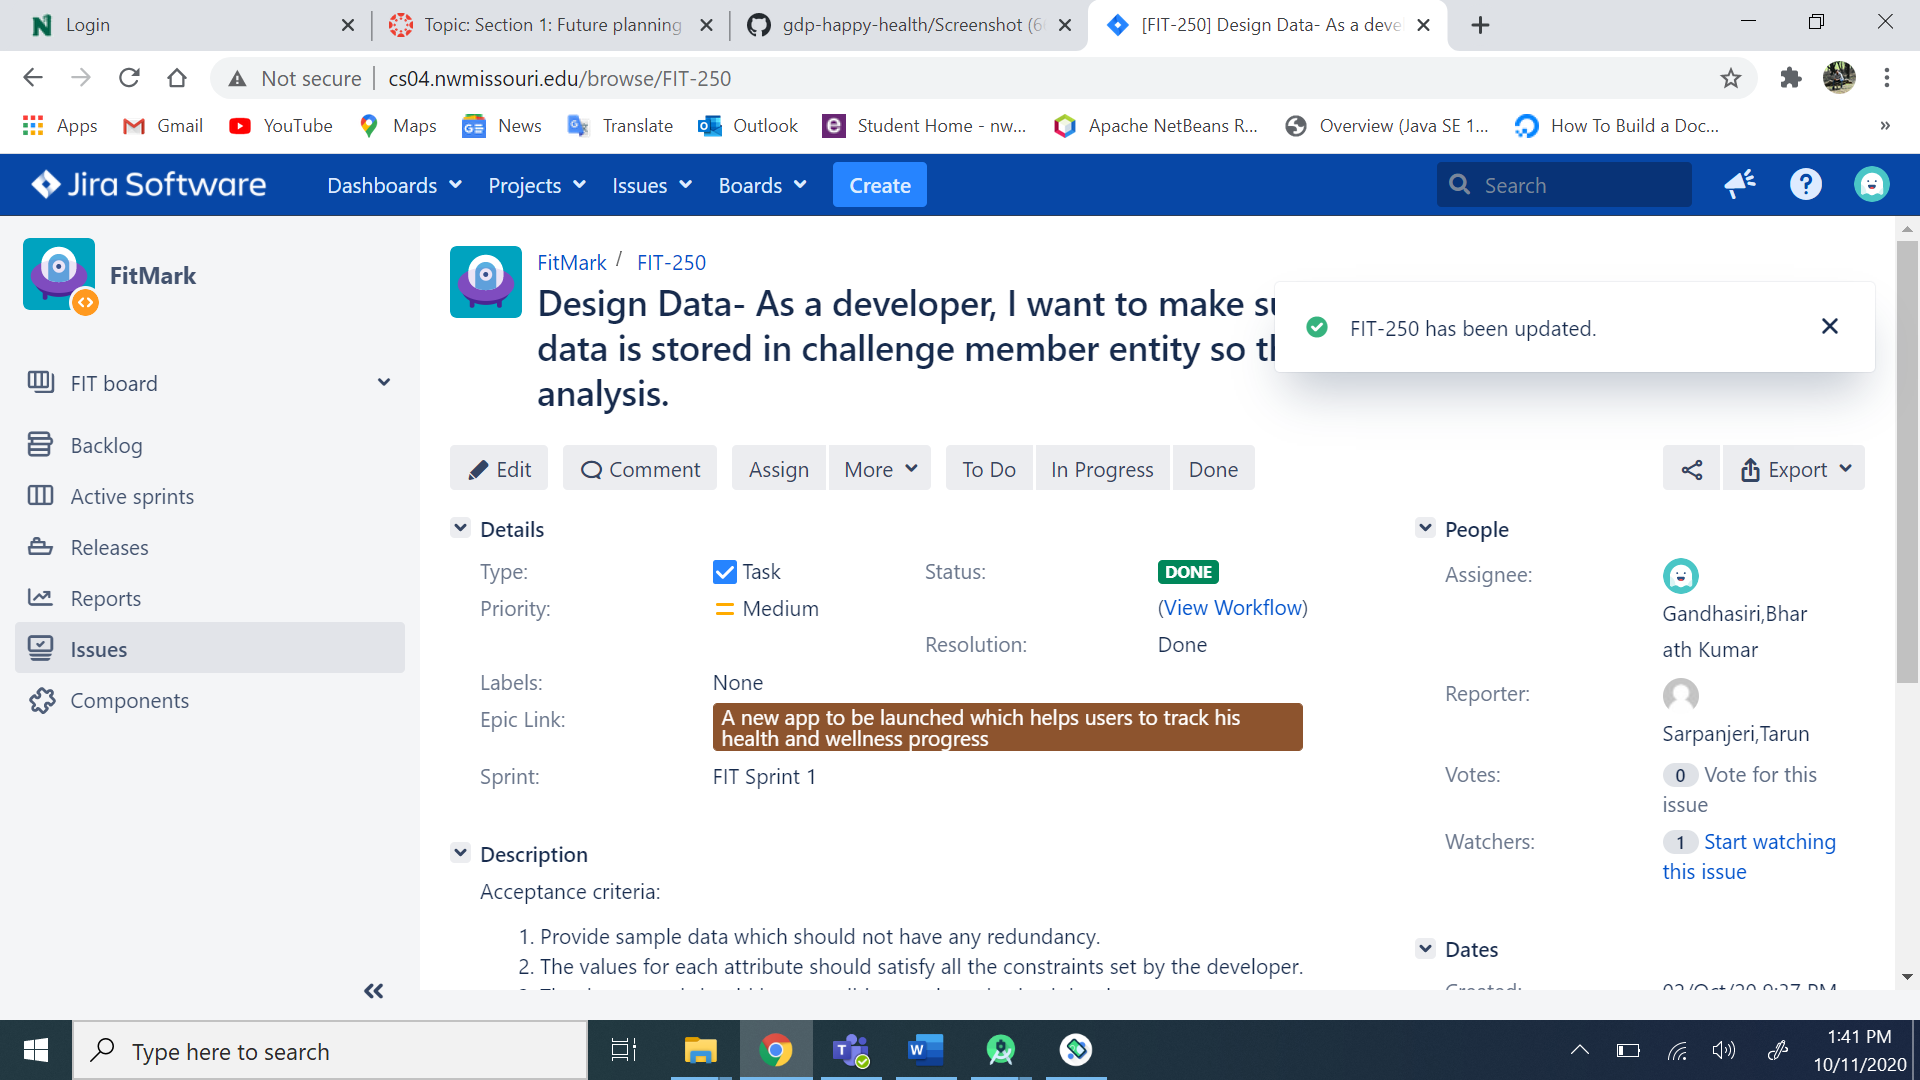 Login
Topic: Section 1: Future planning
gdp-happy-health/Screenshot (6
[FIT-250] Design Data- As a deve
Not secure
cs04.nwmissouri.edu/browse/FIT-250
Apps
Gmail
YouTube
Maps
News
Translate
Outlook
Student Home - nw...
Apache NetBeans R...
Overview (Java SE 1...
How To Build a Doc...
»
Jira Software
Dashboards
Projects
Issues
Boards
Create
Search
FitMark
FIT board
Backlog
Active sprints
Releases
Reports
Issues
Components
FitMark / FIT-250
Design Data- As a developer, I want to make su
data is stored in challenge member entity so th
analysis.
FIT-250 has been updated.
Edit
Comment
Assign
More
To Do
In Progress
Done
Export
Details
Type:
Task
Status:
DONE
Priority:
Medium
(View Workflow)
Resolution:
Done
Labels:
None
Epic Link:
A new app to be launched which helps users to track his
health and wellness progress
Sprint:
FIT Sprint 1
Description
Acceptance criteria:
1. Provide sample data which should not have any redundancy.
2. The values for each attribute should satisfy all the constraints set by the developer.
People
Assignee:
Gandhasiri,Bhar
ath Kumar
Reporter:
Sarpanjeri,Tarun
Votes:
0 Vote for this
issue
Watchers:
1 Start watching
this issue
Dates
Created:
02/Oct/20 9:37 PM
Type here to search
1:41 PM
10/11/2020